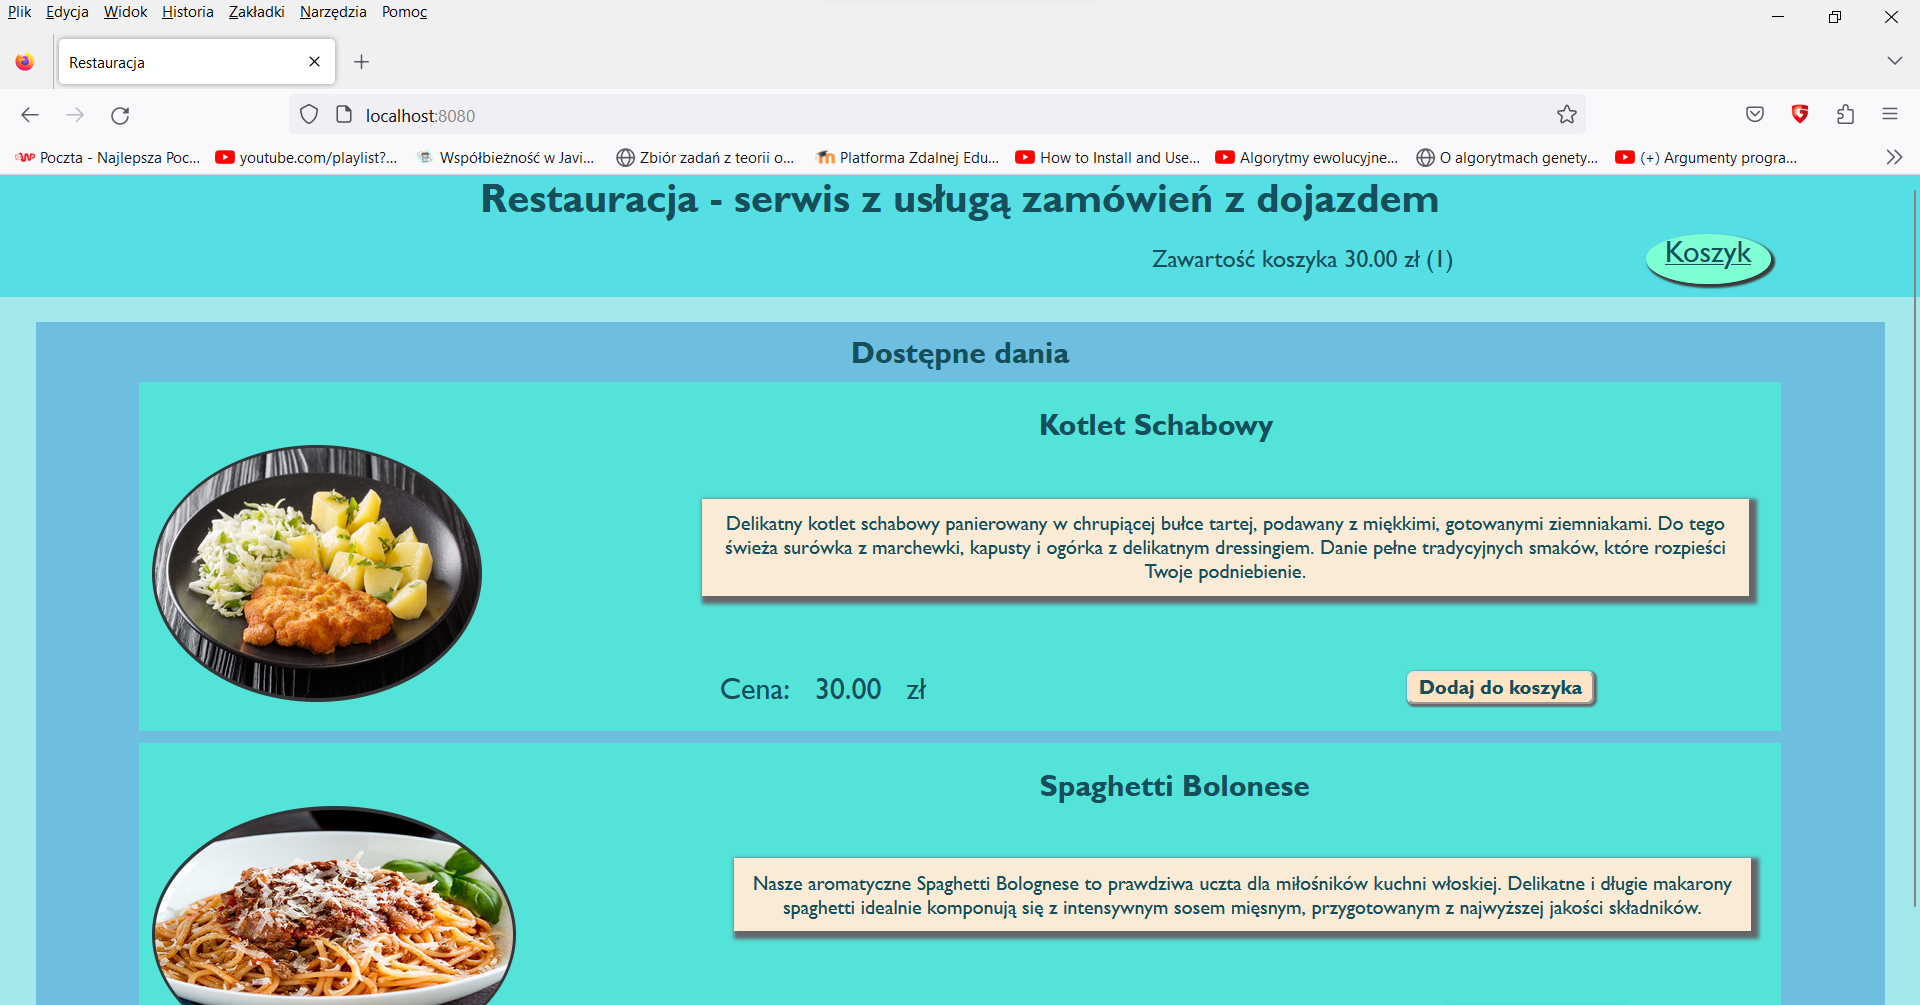 Plik Edycja Widok Historia Zakładki Narzędzia Pomoc
Restauracja
localhost:8080
Poczta - Najlepsza Poc... youtube.com/playlist?... Współbieżność w Javi... Zbiór zadań z teorii o... Platforma Zdalnej Edu... How to Install and Use... Algorytmy ewolucyjne... O algorytmach genety... (+) Argumenty progra...
Restauracja - serwis z usługą zamówień z dojazdem
Zawartość koszyka 30.00 zł (1)
Koszyk
Dostępne dania
Kotlet Schabowy
Delikatny kotlet schabowy panierowany w chrupiącej bułce tartej, podawany z miękkimi, gotowanymi ziemniakami. Do tego
świeża surówka z marchewki, kapusty i ogórka z delikatnym dressingiem. Danie pełne tradycyjnych smaków, które rozpieści
Twoje podniebienie.
Cena: 30.00 zł
Dodaj do koszyka
Spaghetti Bolonese
Nasze aromatyczne Spaghetti Bolognese to prawdziwa uczta dla miłośników kuchni włoskiej. Delikatne i długie makarony
spaghetti idealnie komponują się z intensywnym sosem mięsnym, przygotowanym z najwyższej jakości składników.